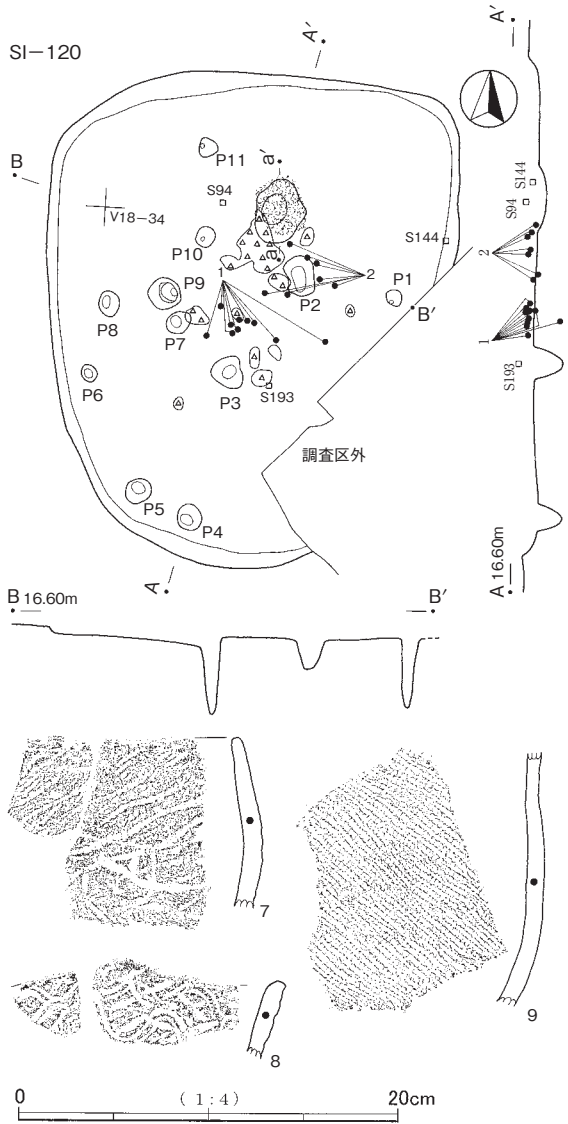 SI-120
A′
A′
B
a′
P11
S94
V18-34
S144
S94
S144
P10
a
1
2
P2
P1
2
P9
P8
P7
B′
1
P6
P3
S193
S193
調査区外
P5
P4
A
A 16.60m
B 16.60m
B′
7
8
9
0
(1:4)
20cm